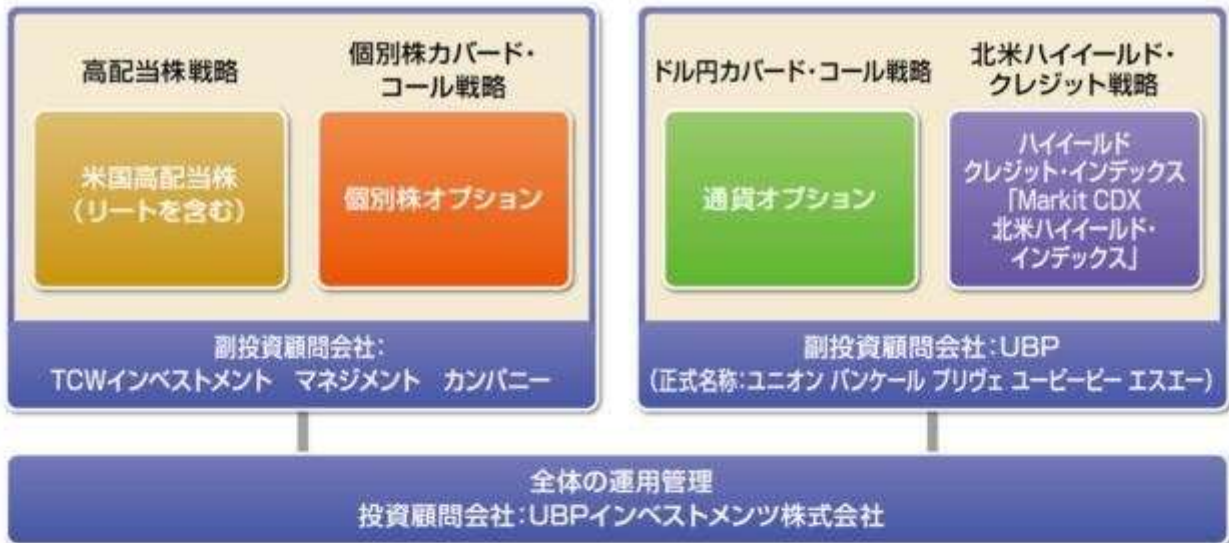 高配当株戦略
個別株カバード・
コール戦略
米国高配当株
(リートを含む)
個別株オプション
副投資顧問会社:
TCWインベストメント　マネジメント　カンパニー
ドル円カバード・コール戦略
北米ハイイールド・
クレジット戦略
通貨オプション
ハイイールド
クレジット・インデックス
「Markit CDX
北米ハイイールド・
インデックス」
副投資顧問会社:UBP
(正式名称:ユニオン バンケール プリヴェ ユービーピー エスエー)
全体の運用管理
投資顧問会社:UBPインベストメンツ株式会社